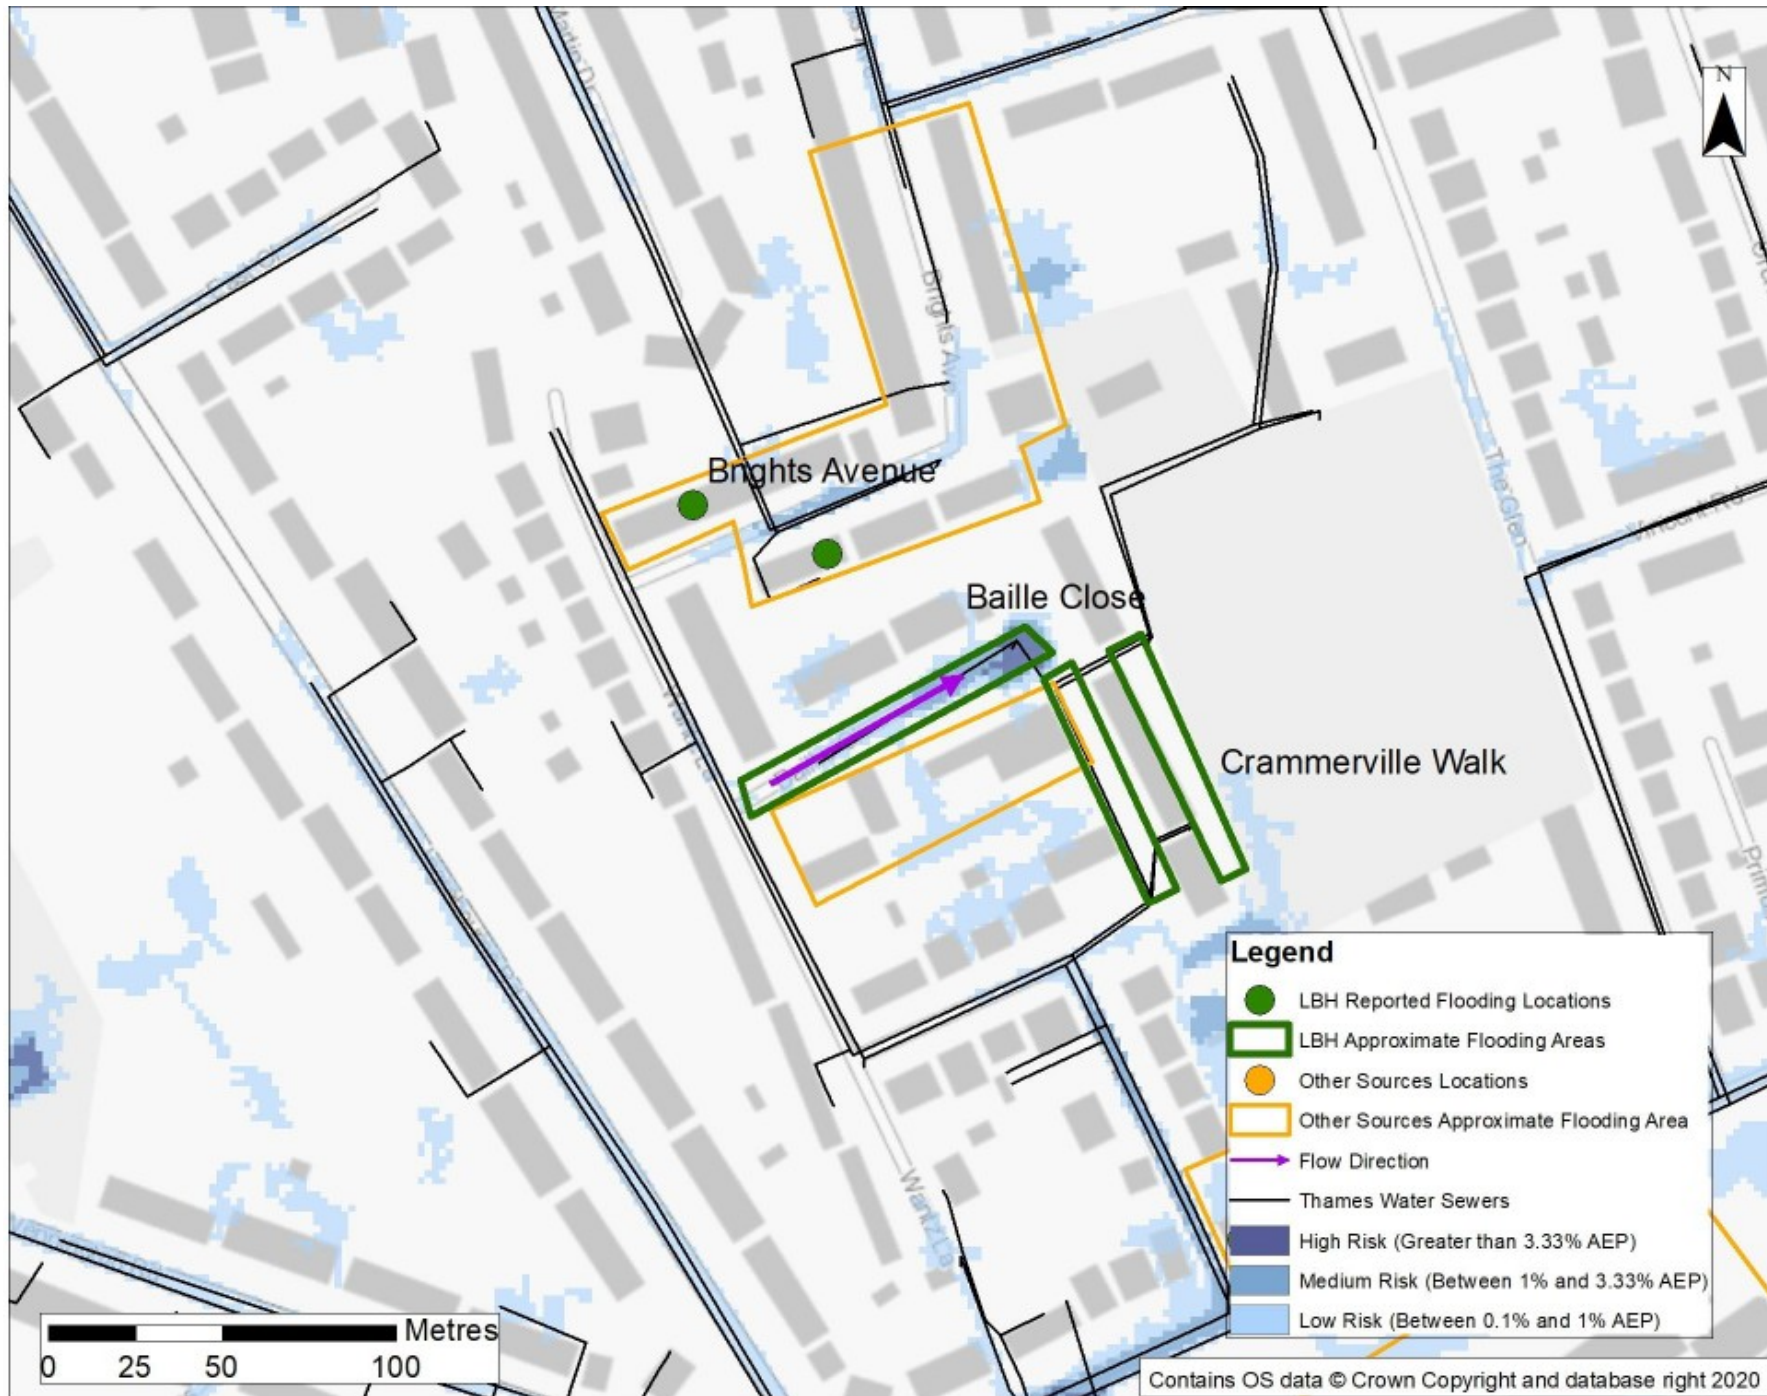 N
Brights Ave
Brights Avenue
The Glen
Baille Close
Crammerville Walk
Legend
LBH Reported Flooding Locations
LBH Approximate Flooding Areas
Other Sources Locations
Other Sources Approximate Flooding Area
Flow Direction
Thames Water Sewers
High Risk (Greater than 3.33% AEP)
Medium Risk (Between 1% and 3.33% AEP)
Low Risk (Between 0.1% and 1% AEP)
Wantz La
Metres
0 25 50 100
Contains OS data © Crown Copyright and database right 2020